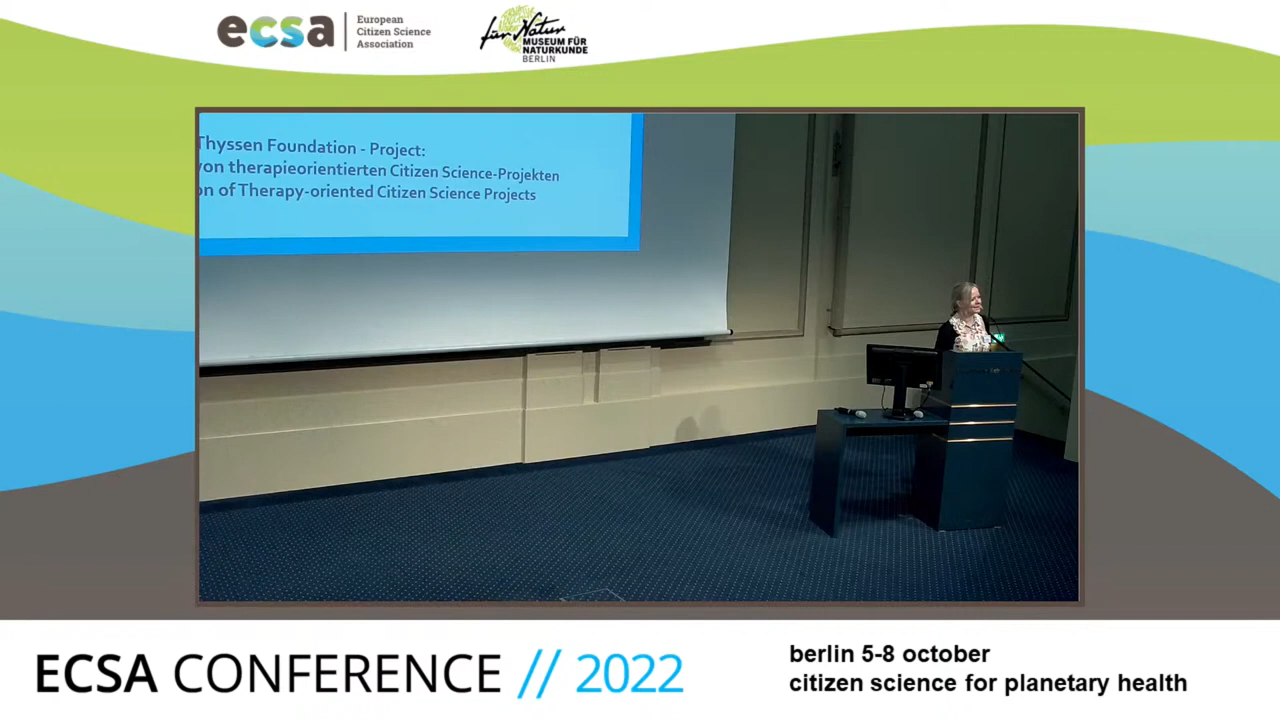 ecsa
European
Citizen Science
Association
für Natur
MUSEUM FÜR
NATURKUNDE
BERLIN
Thyssen Foundation - Project:
von therapieorientierten Citizen Science-Projekten
on of Therapy-oriented Citizen Science Projects
ECSA CONFERENCE // 2022
berlin 5-8 october
citizen science for planetary health